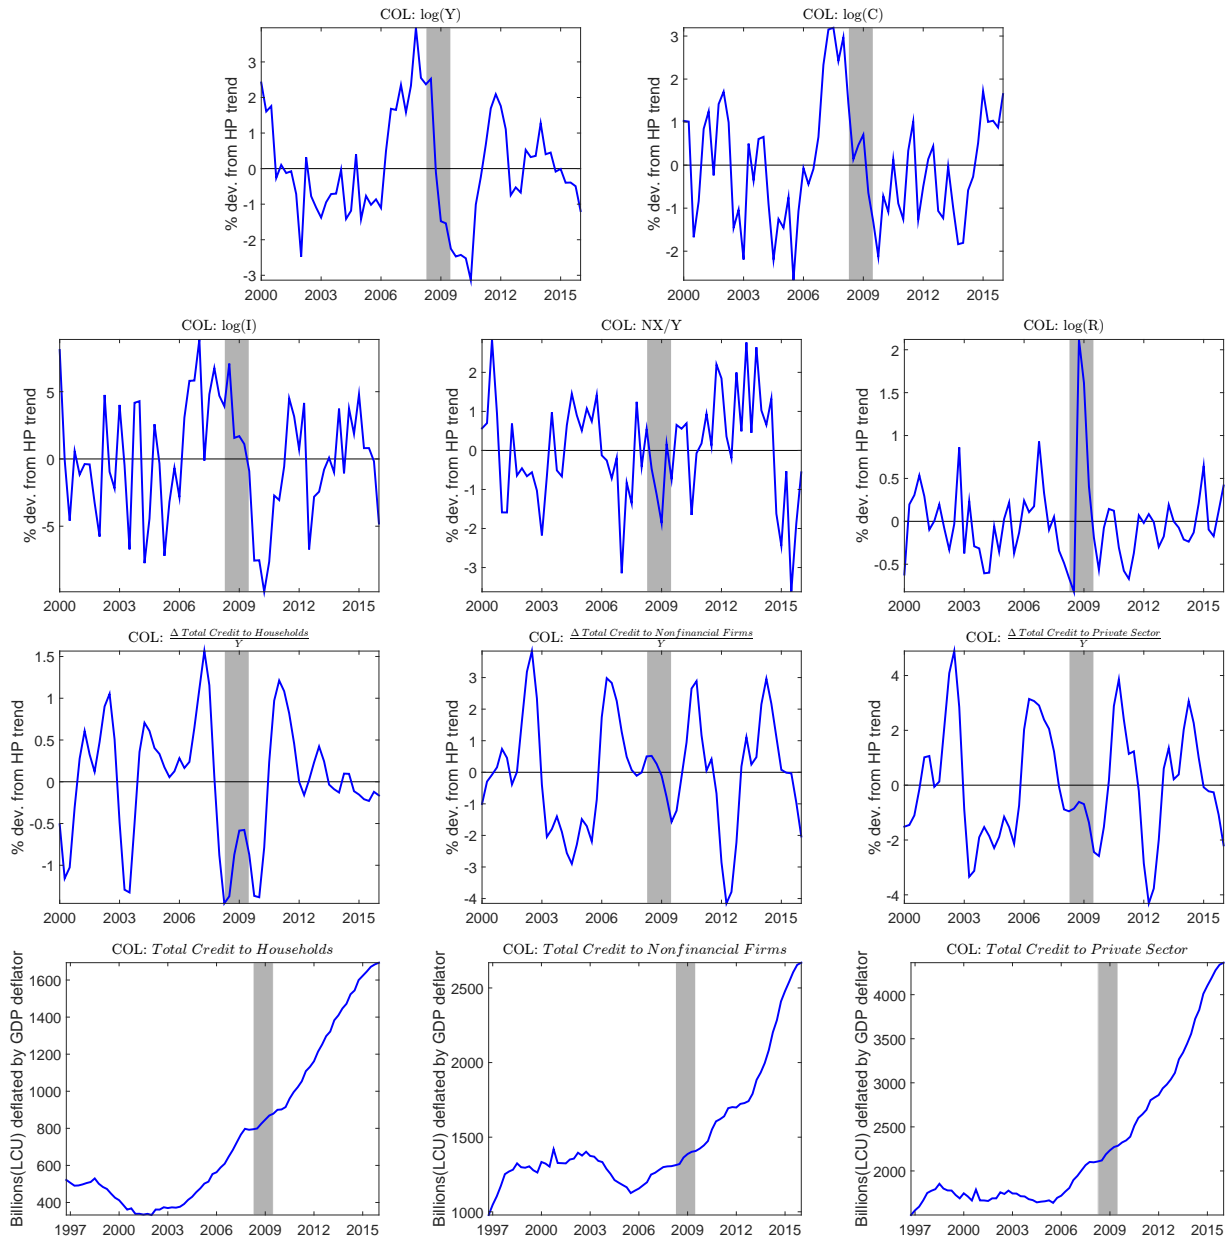 COL: log(Y)
% dev. from HP trend
3
2
1
0
-1
-2
-3
2000 2003 2006 2009 2012 2015
COL: log(C)
% dev. from HP trend
3
2
1
0
-1
-2
2000 2003 2006 2009 2012 2015
COL: log(I)
% dev. from HP trend
5
0
-5
2000 2003 2006 2009 2012 2015
COL: NX/Y
% dev. from HP trend
2
1
0
-1
-2
-3
2000 2003 2006 2009 2012 2015
COL: log(R)
% dev. from HP trend
2
1.5
1
0.5
0
-0.5
2000 2003 2006 2009 2012 2015
COL: Δ Total Credit to Households
Y
% dev. from HP trend
1.5
1
0.5
0
-0.5
-1
2000 2003 2006 2009 2012 2015
COL: Δ Total Credit to Nonfinancial Firms
Y
% dev. from HP trend
3
2
1
0
-1
-2
-3
-4
2000 2003 2006 2009 2012 2015
COL: Δ Total Credit to Private Sector
Y
% dev. from HP trend
4
2
0
-2
-4
2000 2003 2006 2009 2012 2015
COL: Total Credit to Households
Billions(LCU) deflated by GDP deflator
1600
1400
1200
1000
800
600
400
1997 2000 2003 2006 2009 2012 2015
COL: Total Credit to Nonfinancial Firms
Billions(LCU) deflated by GDP deflator
2500
2000
1500
1000
1997 2000 2003 2006 2009 2012 2015
COL: Total Credit to Private Sector
Billions(LCU) deflated by GDP deflator
4000
3500
3000
2500
2000
1997 2000 2003 2006 2009 2012 2015